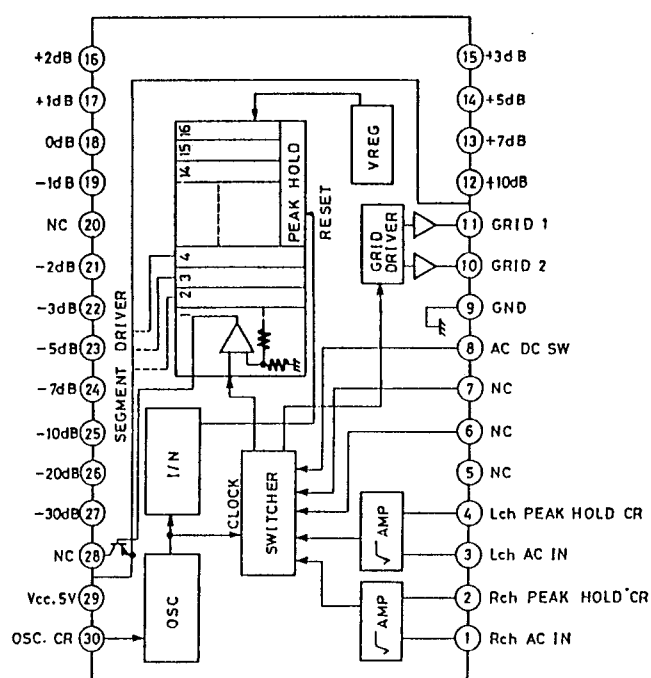 +2dB 16
+1dB 17
0dB 18
-1dB 19
NC 20
-2dB 21
-3dB 22
-5dB 23
-7dB 24
-10dB 25
-20dB 26
-30dB 27
NC 28
Vcc.5V 29
OSC. CR 30
SEGMENT DRIVER
16
15
14
4
3
2
1
PEAK HOLD
RESET
VREG
GRID DRIVER
I/N
CLOCK
SWITCHER
OSC
√AMP
√AMP
15 +3dB
14 +5dB
13 +7dB
12 +10dB
11 GRID 1
10 GRID 2
9 GND
8 AC DC SW
7 NC
6 NC
5 NC
4 Lch PEAK HOLD CR
3 Lch AC IN
2 Rch PEAK HOLD CR
1 Rch AC IN